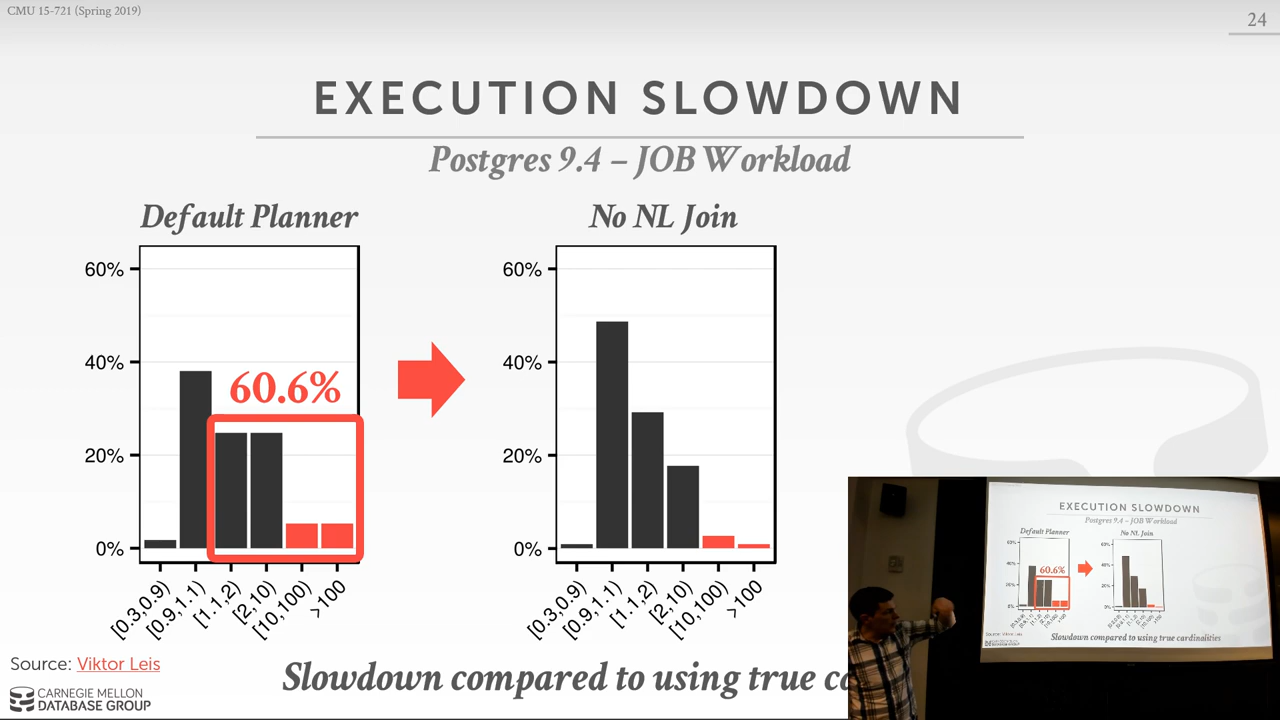 CMU 15-721 (Spring 2019)
24
EXECUTION SLOWDOWN
Postgres 9.4 – JOB Workload
Default Planner
60%
40%
20%
0%
60.6%
[0.3,0.9)
[0.9,1.1)
[1.1,2)
[2,10)
[10,100)
>100
No NL Join
60%
40%
20%
0%
[0.3,0.9)
[0.9,1.1)
[1.1,2)
[2,10)
[10,100)
>100
Slowdown compared to using true
Source: Viktor Leis
CARNEGIE MELLON
DATABASE GROUP
EXECUTION SLOWDOWN
Postgres 9.4 – JOB Workload
Default Planner
No NL Join
60.6%
Slowdown compared to using true cardinalities